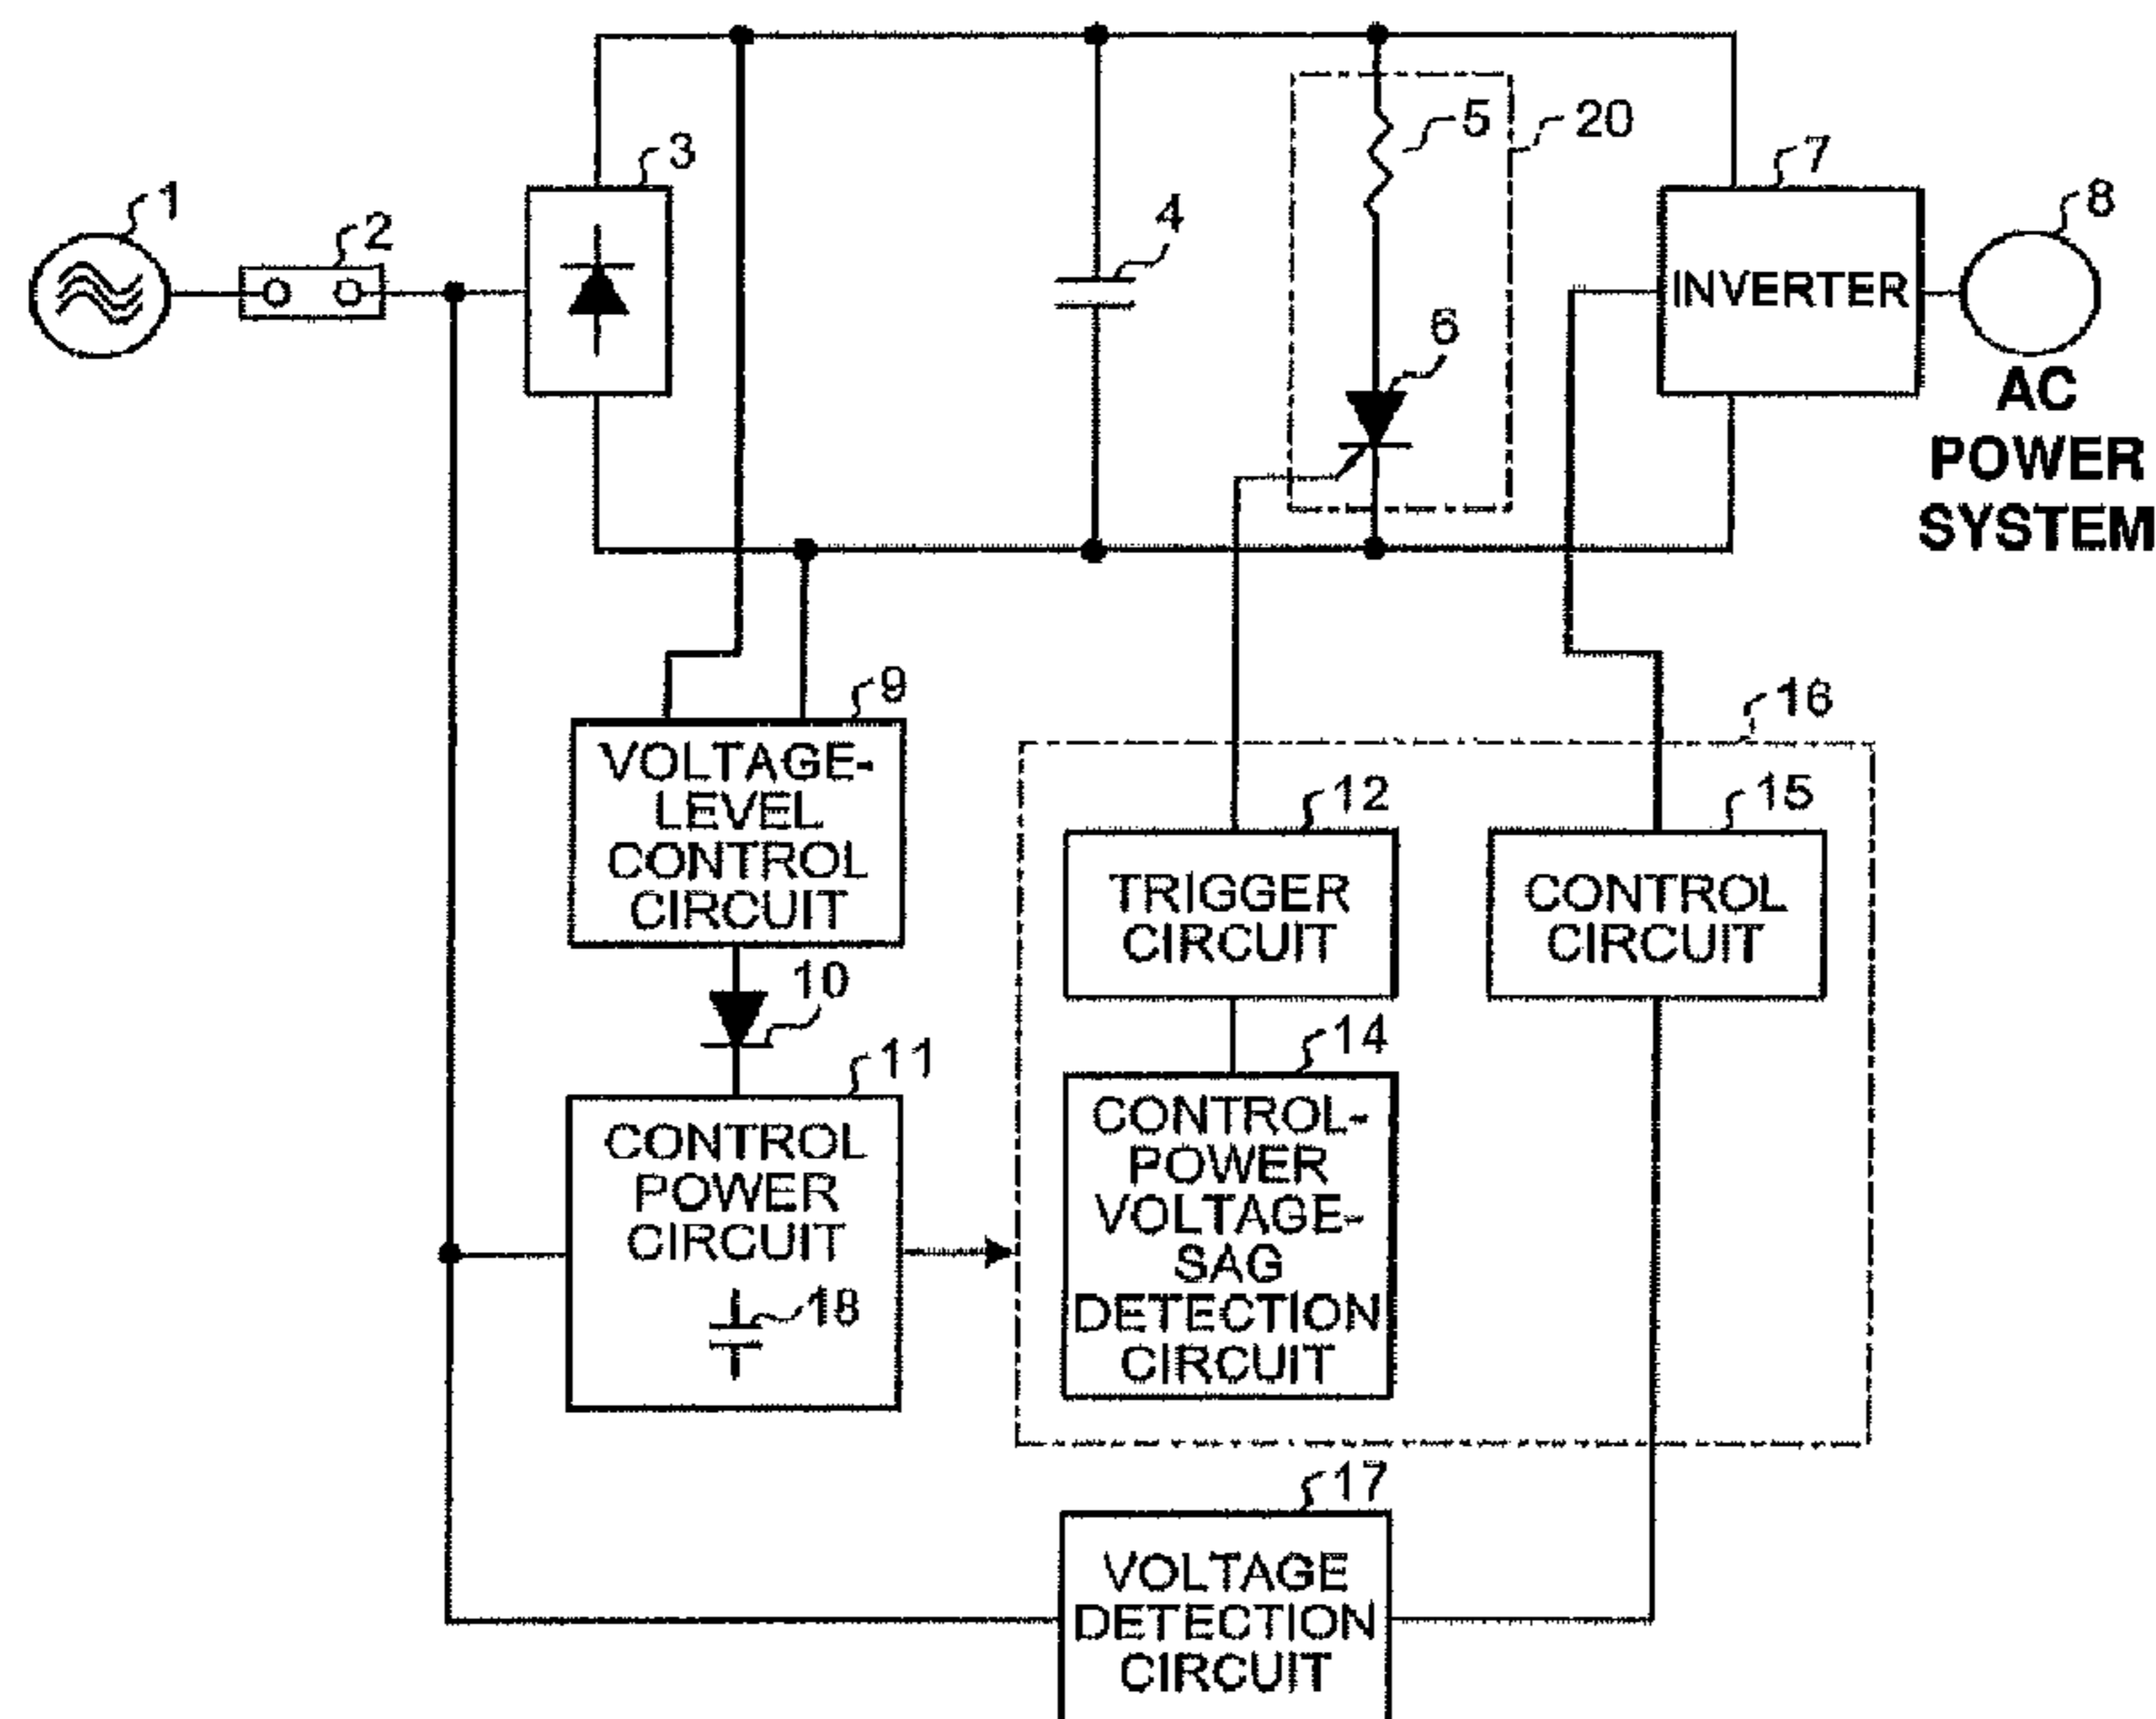 1
2
3
4
5
20
6
7
INVERTER
8
AC
POWER
SYSTEM
9
VOLTAGE-
LEVEL
CONTROL
CIRCUIT
10
11
CONTROL
POWER
CIRCUIT
18
16
12
TRIGGER
CIRCUIT
15
CONTROL
CIRCUIT
14
CONTROL-
POWER
VOLTAGE-
SAG
DETECTION
CIRCUIT
17
VOLTAGE
DETECTION
CIRCUIT